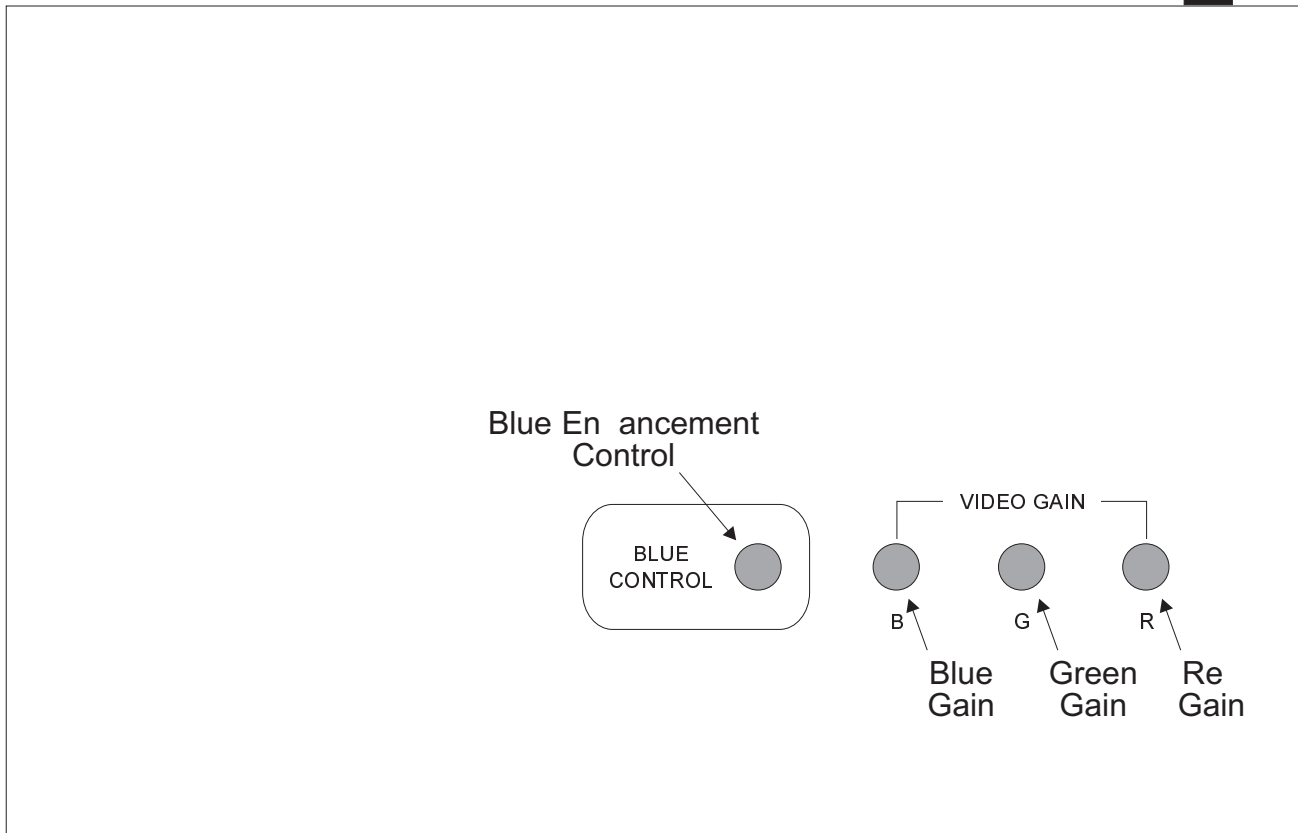 Blue En ancement
Control
VIDEO GAIN
BLUE
CONTROL
B
G
R
Blue
Gain
Green
Gain
Re
Gain